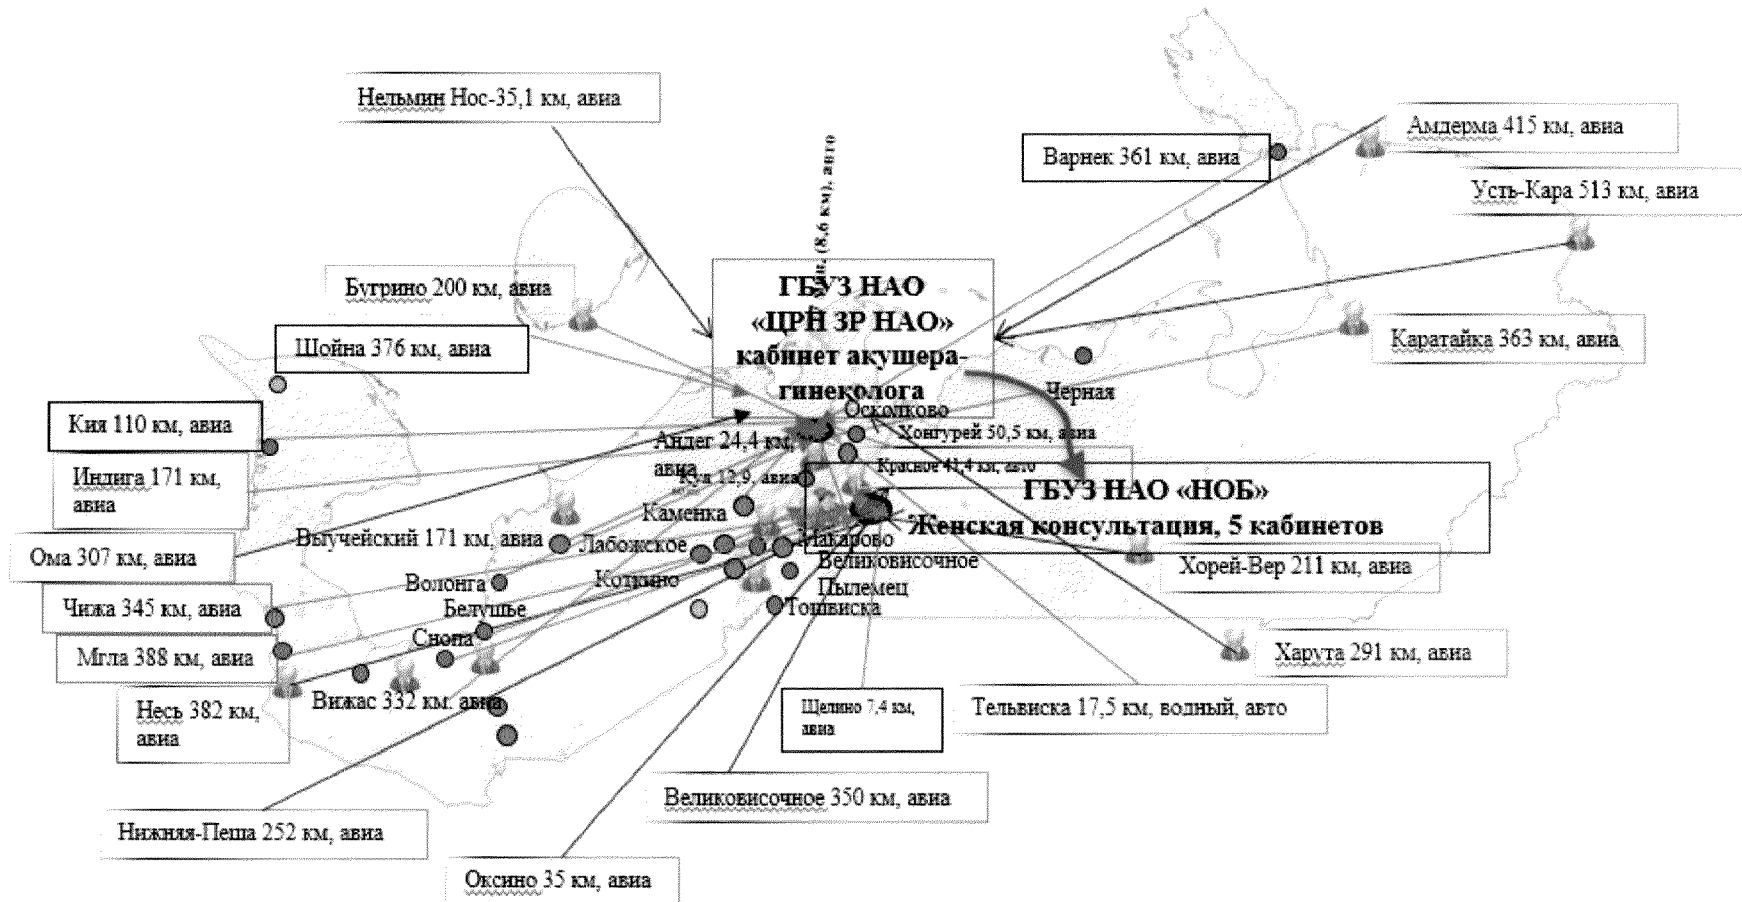 Нельмин Нос-35,1 км, авиа
Амдерма 415 км, авиа
Варнек 361 км, авиа
Усть-Кара 513 км, авиа
(8,6 км), авто
Бугрино 200 км, авиа
ГБУЗ НАО
«ЦРП ЗР НАО»
кабинет акушера-
гинеколога
Шойна 376 км, авиа
Каратайка 363 км, авиа
Черная
Осколково
Кия 110 км, авиа
Андег 24,4 км,
авиа
Хонгурей 50,5 км, авиа
Красное 41,4 км, авто
Индига 171 км,
авиа
Куя 12,9, авиа
ГБУЗ НАО «НОБ»
Женская консультация, 5 кабинетов
Каменка
Выучейский 171 км, авиа
Лабожское
Макарово
Ома 307 км, авиа
Великовисочное
Хорей-Вер 211 км, авиа
Волонга
Коткино
Пылемец
Чижа 345 км, авиа
Белушье
Тошвиска
Снопа
Мгла 388 км, авиа
Харута 291 км, авиа
Несь 382 км,
авиа
Вижас 332 км. авиа
Щелино 7,4 км,
авиа
Тельвиска 17,5 км, водный, авто
Великовисочное 350 км, авиа
Нижняя-Пеша 252 км, авиа
Оксино 35 км, авиа